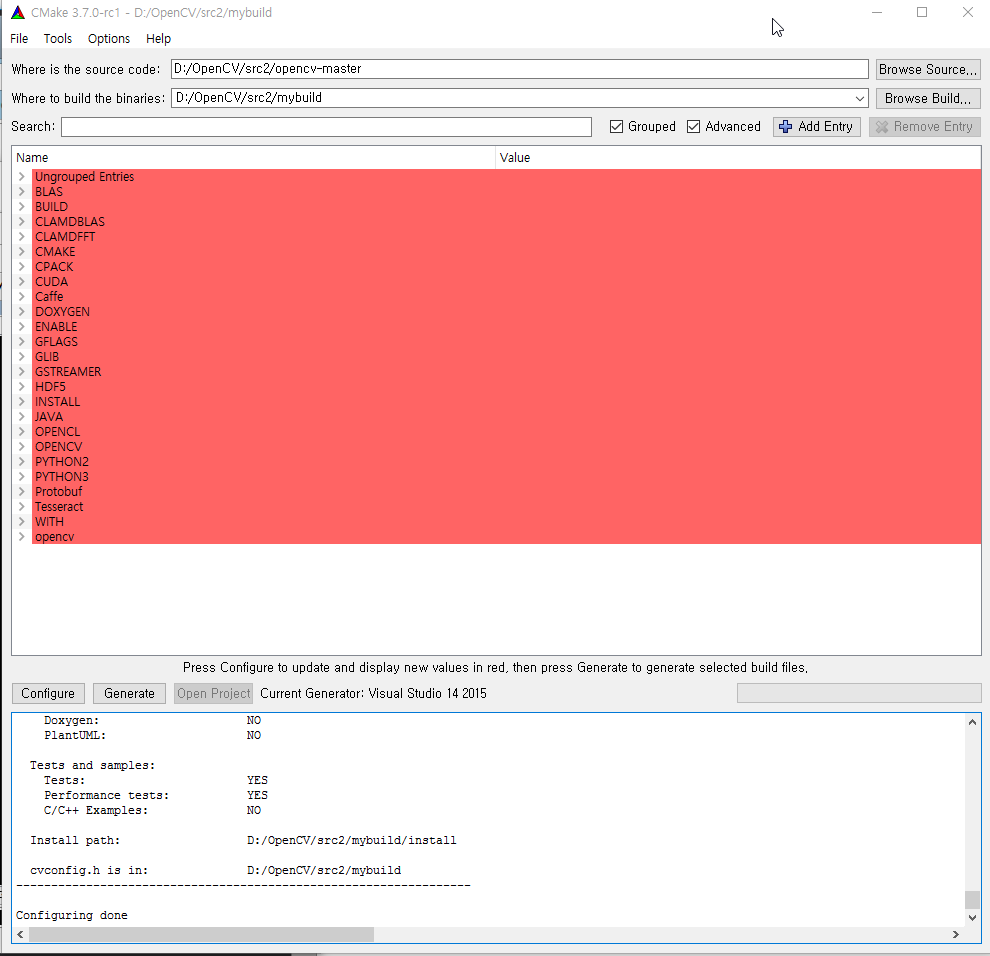 CMake 3.7.0-rc1 - D:/OpenCV/src2/mybuild
File Tools Options Help
Where is the source code: D:/OpenCV/src2/opencv-master Browse Source...
Where to build the binaries: D:/OpenCV/src2/mybuild Browse Build...
Search: Grouped Advanced Add Entry Remove Entry
Name Value
Ungrouped Entries
BLAS
BUILD
CLAMDBLAS
CLAMDFFT
CMAKE
CPACK
CUDA
Caffe
DOXYGEN
ENABLE
GFLAGS
GLIB
GSTREAMER
HDF5
INSTALL
JAVA
OPENCL
OPENCV
PYTHON2
PYTHON3
Protobuf
Tesseract
WITH
opencv
Press Configure to update and display new values in red, then press Generate to generate selected build files.
Configure Generate Open Project Current Generator: Visual Studio 14 2015
Doxygen: NO
PlantUML: NO
Tests and samples:
Tests: YES
Performance tests: YES
C/C++ Examples: NO
Install path: D:/OpenCV/src2/mybuild/install
cvconfig.h is in: D:/OpenCV/src2/mybuild
-----------------------------------------------------------------
Configuring done